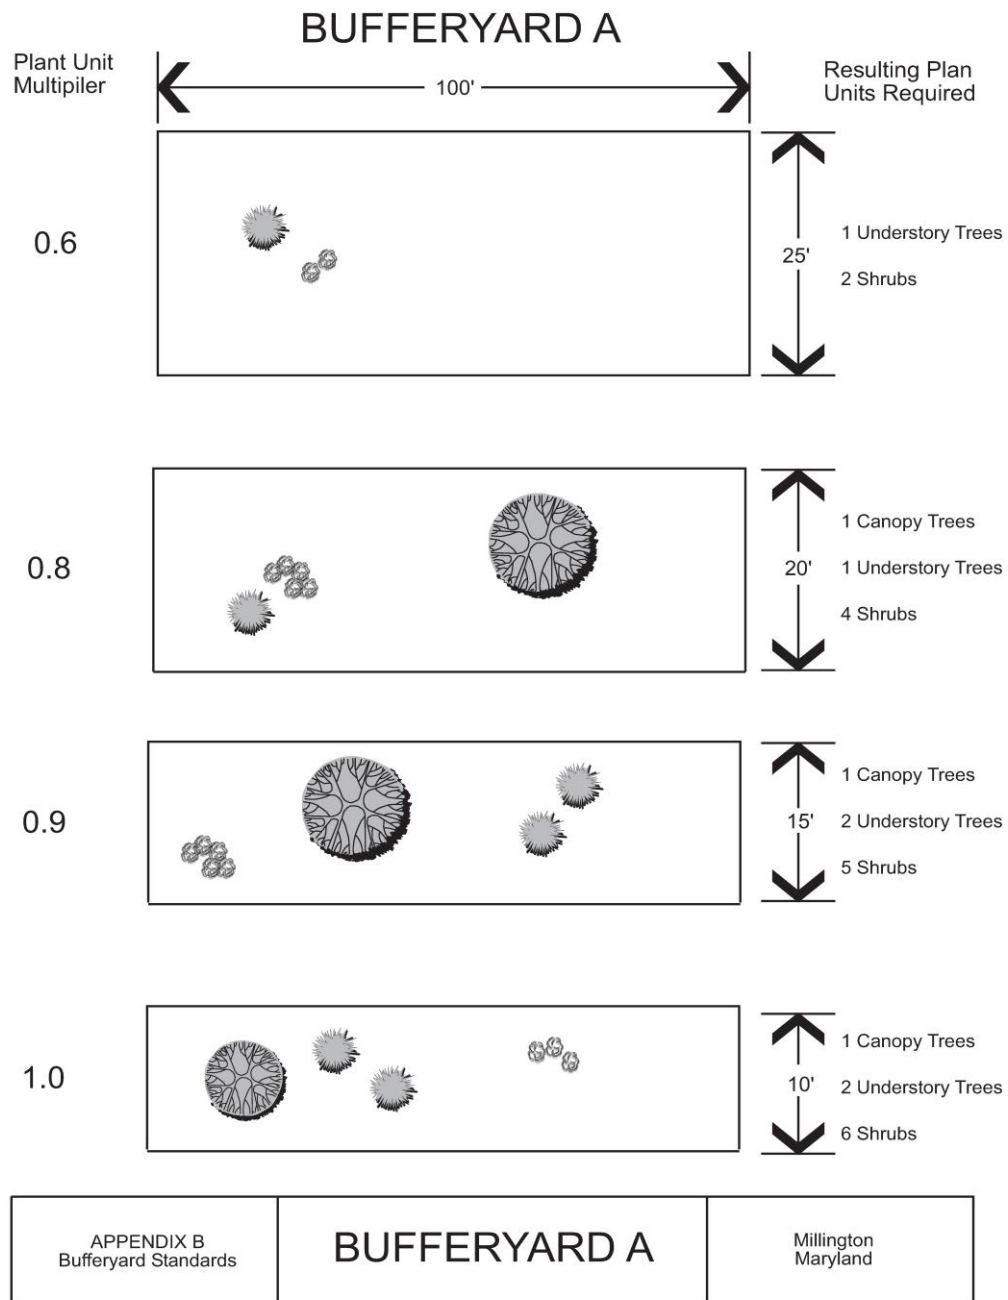 BUFFERYARD A
Plant Unit
Multipiler
100'
Resulting Plan
Units Required
0.6
25'
1 Understory Trees
2 Shrubs
0.8
20'
1 Canopy Trees
1 Understory Trees
4 Shrubs
0.9
15'
1 Canopy Trees
2 Understory Trees
5 Shrubs
1.0
10'
1 Canopy Trees
2 Understory Trees
6 Shrubs
APPENDIX B
Bufferyard Standards
BUFFERYARD A
Millington
Maryland